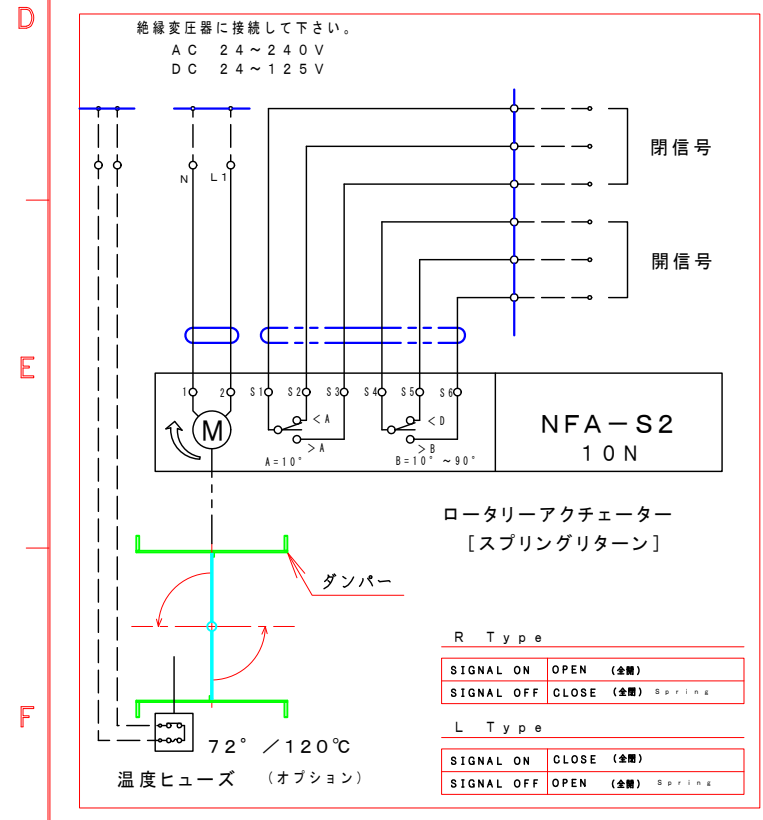 D
絶縁変圧器に接続して下さい。
AC 24~240V
DC 24~125V
閉信号
N L1
開信号
E
1 2 S1 S2 S3 S4 S5 S6
M
<A
>A
A=10°
<D
>B
B=10° ~90°
NFA-S2
10N
ロータリーアクチェーター
[スプリングリターン]
ダンパー
R Type
SIGNAL ON OPEN (全開)
SIGNAL OFF CLOSE (全閉) Spring
F
L Type
SIGNAL ON CLOSE (全閉)
SIGNAL OFF OPEN (全開) Spring
72° /120℃
温度ヒューズ (オプション)